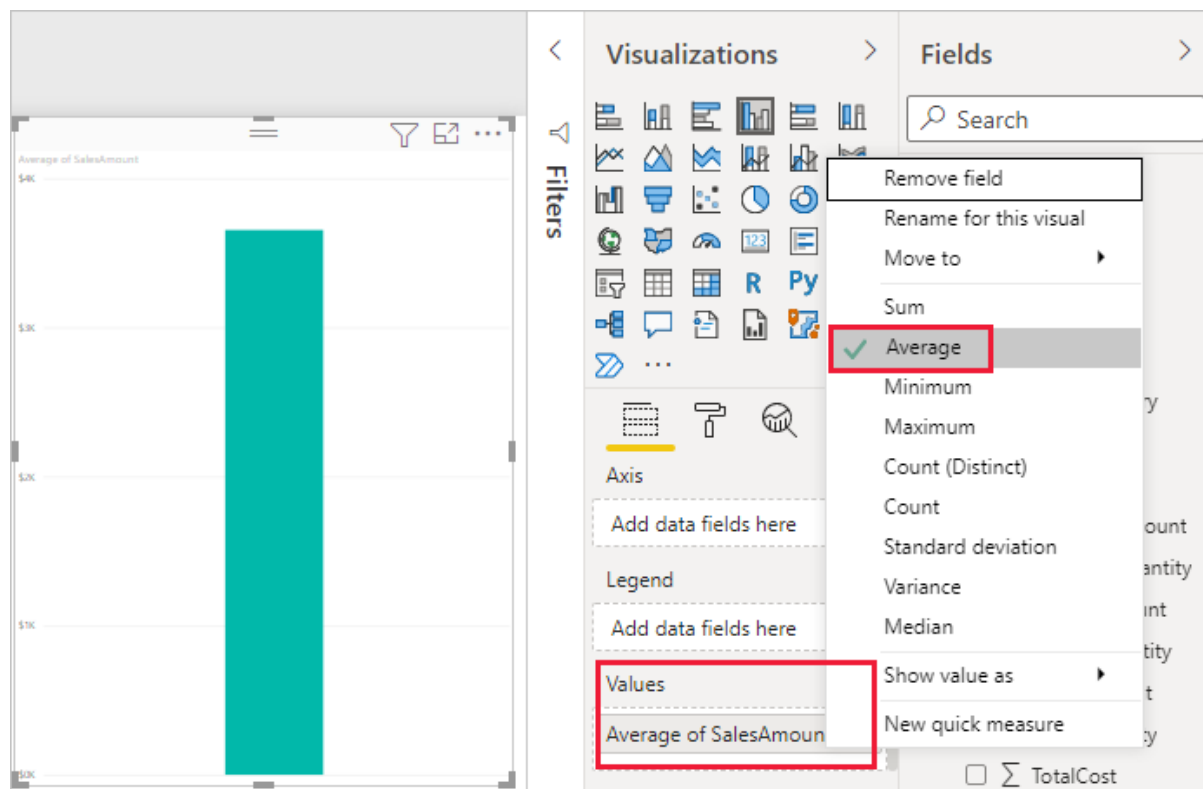 Average of SalesAmount
$4K
$3K
$2K
$1K
$0K
Filters
Visualizations
123
R
Py
Axis
Add data fields here
Legend
Add data fields here
Values
Average of SalesAmoun
Fields
Search
Remove field
Rename for this visual
Move to
Sum
Average
Minimum
Maximum
Count (Distinct)
Count
Standard deviation
Variance
Median
Show value as
New quick measure
ry
ount
antity
unt
tity
t
ty
∑ TotalCost